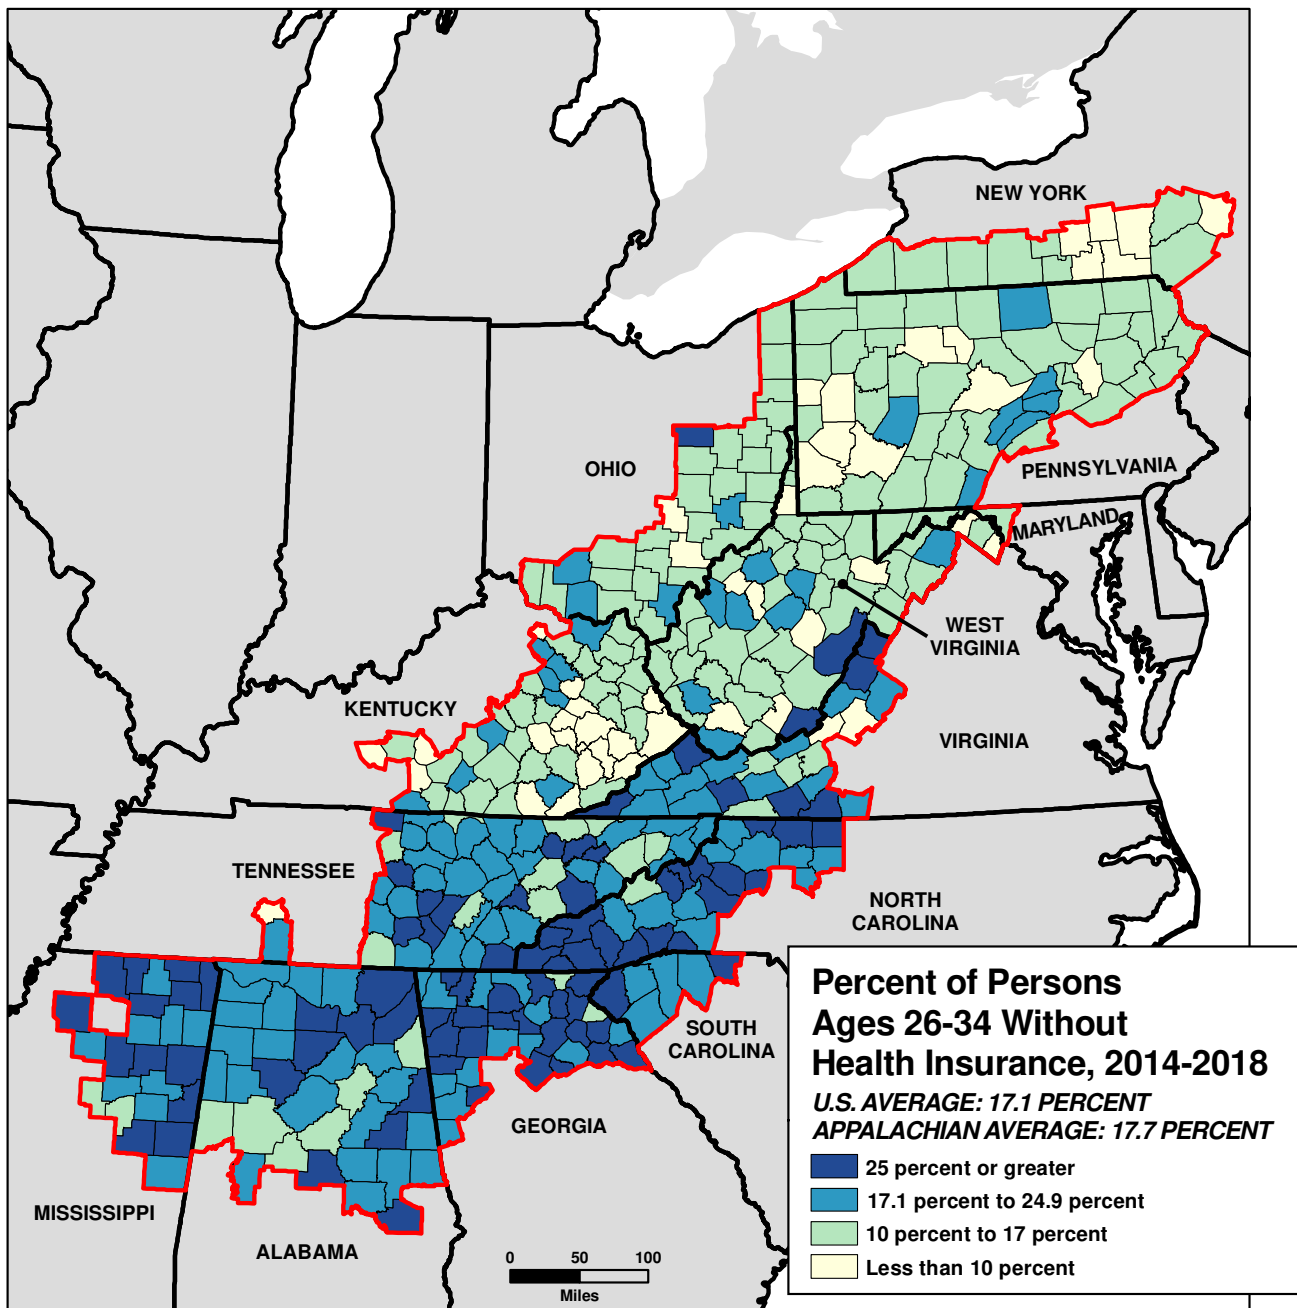 NEW YORK
OHIO
PENNSYLVANIA
MARYLAND
WEST
VIRGINIA
KENTUCKY
VIRGINIA
TENNESSEE
NORTH
CAROLINA
SOUTH
CAROLINA
GEORGIA
MISSISSIPPI
ALABAMA
0 50 100
Miles
Percent of Persons
Ages 26-34 Without
Health Insurance, 2014-2018
U.S. AVERAGE: 17.1 PERCENT
APPALACHIAN AVERAGE: 17.7 PERCENT
25 percent or greater
17.1 percent to 24.9 percent
10 percent to 17 percent
Less than 10 percent